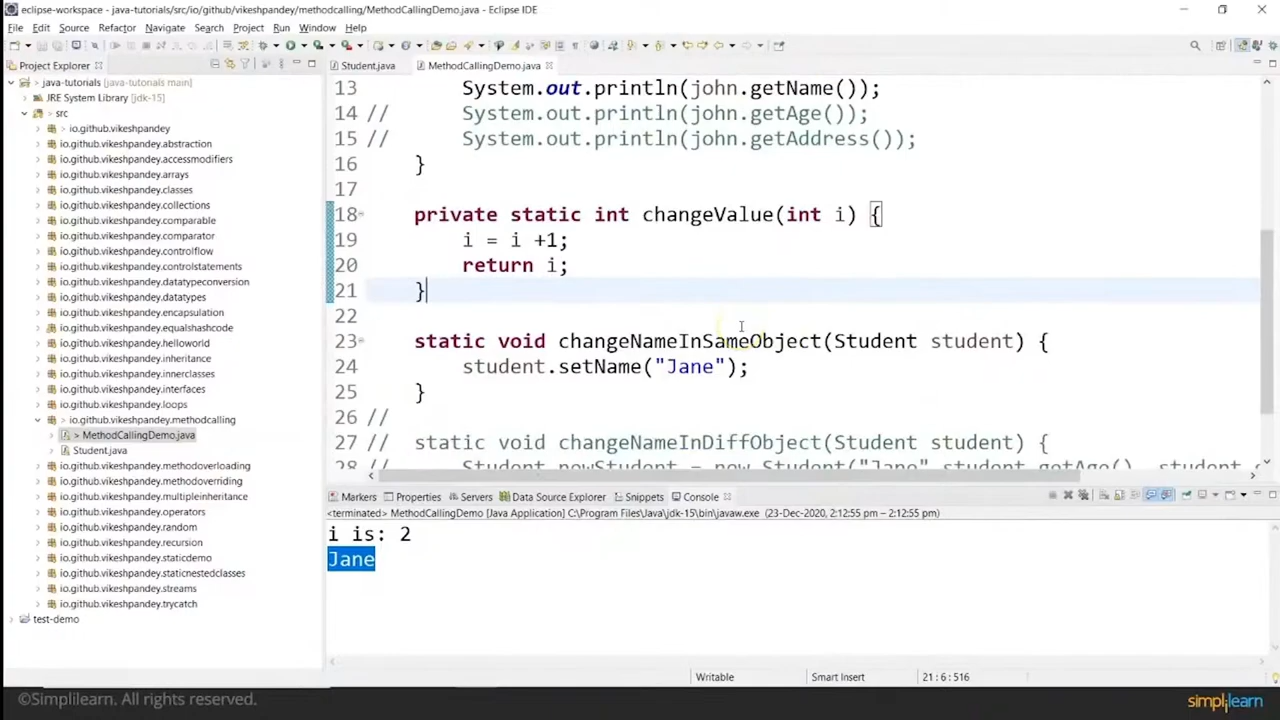 eclipse-workspace - java-tutorials/src/io/github/vikeshpandey/methodcalling/MethodCallingDemo.java - Eclipse IDE
File Edit Source Refactor Navigate Search Project Run Window Help
Project Explorer
java-tutorials [java-tutorials main]
JRE System Library [jdk-15]
src
io.github.vikeshpandey
io.github.vikeshpandey.abstraction
io.github.vikeshpandey.accessmodifiers
io.github.vikeshpandey.arrays
io.github.vikeshpandey.classes
io.github.vikeshpandey.collections
io.github.vikeshpandey.comparable
io.github.vikeshpandey.comparator
io.github.vikeshpandey.controlflow
io.github.vikeshpandey.controlstatements
io.github.vikeshpandey.datatypeconversion
io.github.vikeshpandey.datatypes
io.github.vikeshpandey.encapsulation
io.github.vikeshpandey.equalshashcode
io.github.vikeshpandey.helloworld
io.github.vikeshpandey.inheritance
io.github.vikeshpandey.innerclasses
io.github.vikeshpandey.interfaces
io.github.vikeshpandey.loops
> io.github.vikeshpandey.methodcalling
> MethodCallingDemo.java
Student.java
io.github.vikeshpandey.methodoverloading
io.github.vikeshpandey.methodoverriding
io.github.vikeshpandey.multipleinheritance
io.github.vikeshpandey.operators
io.github.vikeshpandey.random
io.github.vikeshpandey.recursion
io.github.vikeshpandey.staticdemo
io.github.vikeshpandey.staticnestedclasses
io.github.vikeshpandey.streams
io.github.vikeshpandey.trycatch
test-demo
Student.java MethodCallingDemo.java
13 System.out.println(john.getName());
14 // System.out.println(john.getAge());
15 // System.out.println(john.getAddress());
16 }
17
18 private static int changeValue(int i) {
19 i = i +1;
20 return i;
21 }
22
23 static void changeNameInSameObject(Student student) {
24 student.setName("Jane");
25 }
26 //
27 // static void changeNameInDiffObject(Student student) {
28 // Student newStudent = new Student("Jane" student.getAge(), student.g
Markers Properties Servers Data Source Explorer Snippets Console
<terminated> MethodCallingDemo [Java Application] C:\Program Files\Java\jdk-15\bin\javaw.exe (23-Dec-2020, 2:12:55 pm – 2:12:55 pm)
i is: 2
Jane
Writable Smart Insert 21 : 6 : 516
©Simplilearn. All rights reserved.
simplilearn